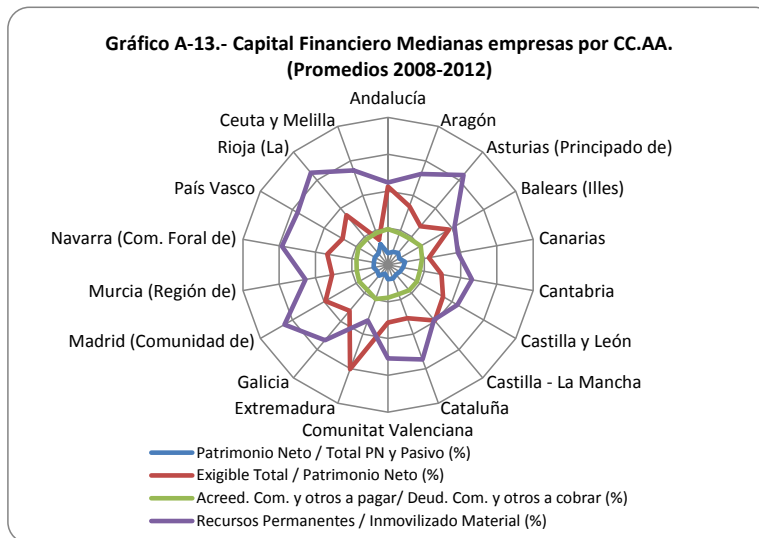 Gráfico A-13.- Capital Financiero Medianas empresas por CC.AA.
(Promedios 2008-2012)
Andalucía
Ceuta y Melilla
Aragón
Rioja (La)
Asturias (Principado de)
País Vasco
Balears (Illes)
Navarra (Com. Foral de)
Canarias
Murcia (Región de)
Cantabria
Madrid (Comunidad de)
Castilla y León
Galicia
Castilla - La Mancha
Extremadura
Cataluña
Comunitat Valenciana
Patrimonio Neto / Total PN y Pasivo (%)
Exigible Total / Patrimonio Neto (%)
Acreed. Com. y otros a pagar/ Deud. Com. y otros a cobrar (%)
Recursos Permanentes / Inmovilizado Material (%)